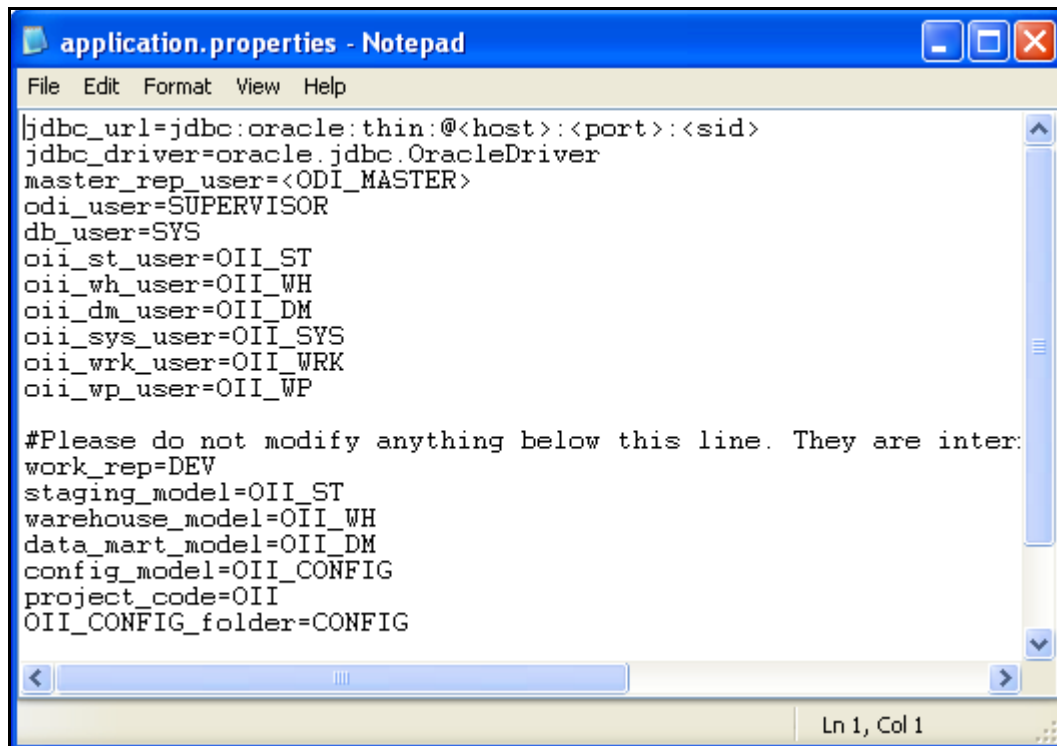 application.properties - Notepad
File Edit Format View Help
jdbc_url=jdbc:oracle:thin:@<host>:<port>:<sid>
jdbc_driver=oracle.jdbc.OracleDriver
master_rep_user=<ODI_MASTER>
odi_user=SUPERVISOR
db_user=SYS
oii_st_user=OII_ST
oii_wh_user=OII_WH
oii_dm_user=OII_DM
oii_sys_user=OII_SYS
oii_wrk_user=OII_WRK
oii_wp_user=OII_WP
#Please do not modify anything below this line. They are
work_rep=DEV
staging_model=OII_ST
warehouse_model=OII_WH
data_mart_model=OII_DM
config_model=OII_CONFIG
project_code=OII
OII_CONFIG_folder=CONFIG
Ln 1, Col 1